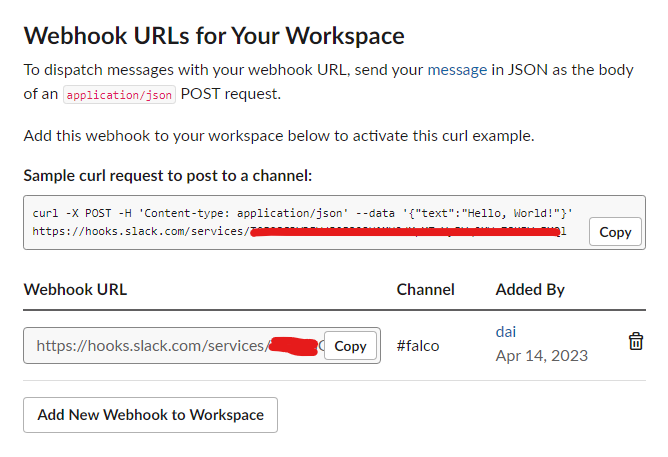 Webhook URLs for Your Workspace
To dispatch messages with your webhook URL, send your message in JSON as the body
of an application/json POST request.
Add this webhook to your workspace below to activate this curl example.
Sample curl request to post to a channel:
curl -X POST -H 'Content-type: application/json' --data '{"text":"Hello, World!"}'
https://hooks.slack.com/services/
Copy
Webhook URL Channel Added By
https://hooks.slack.com/services/ Copy #falco dai
Apr 14, 2023
Add New Webhook to Workspace